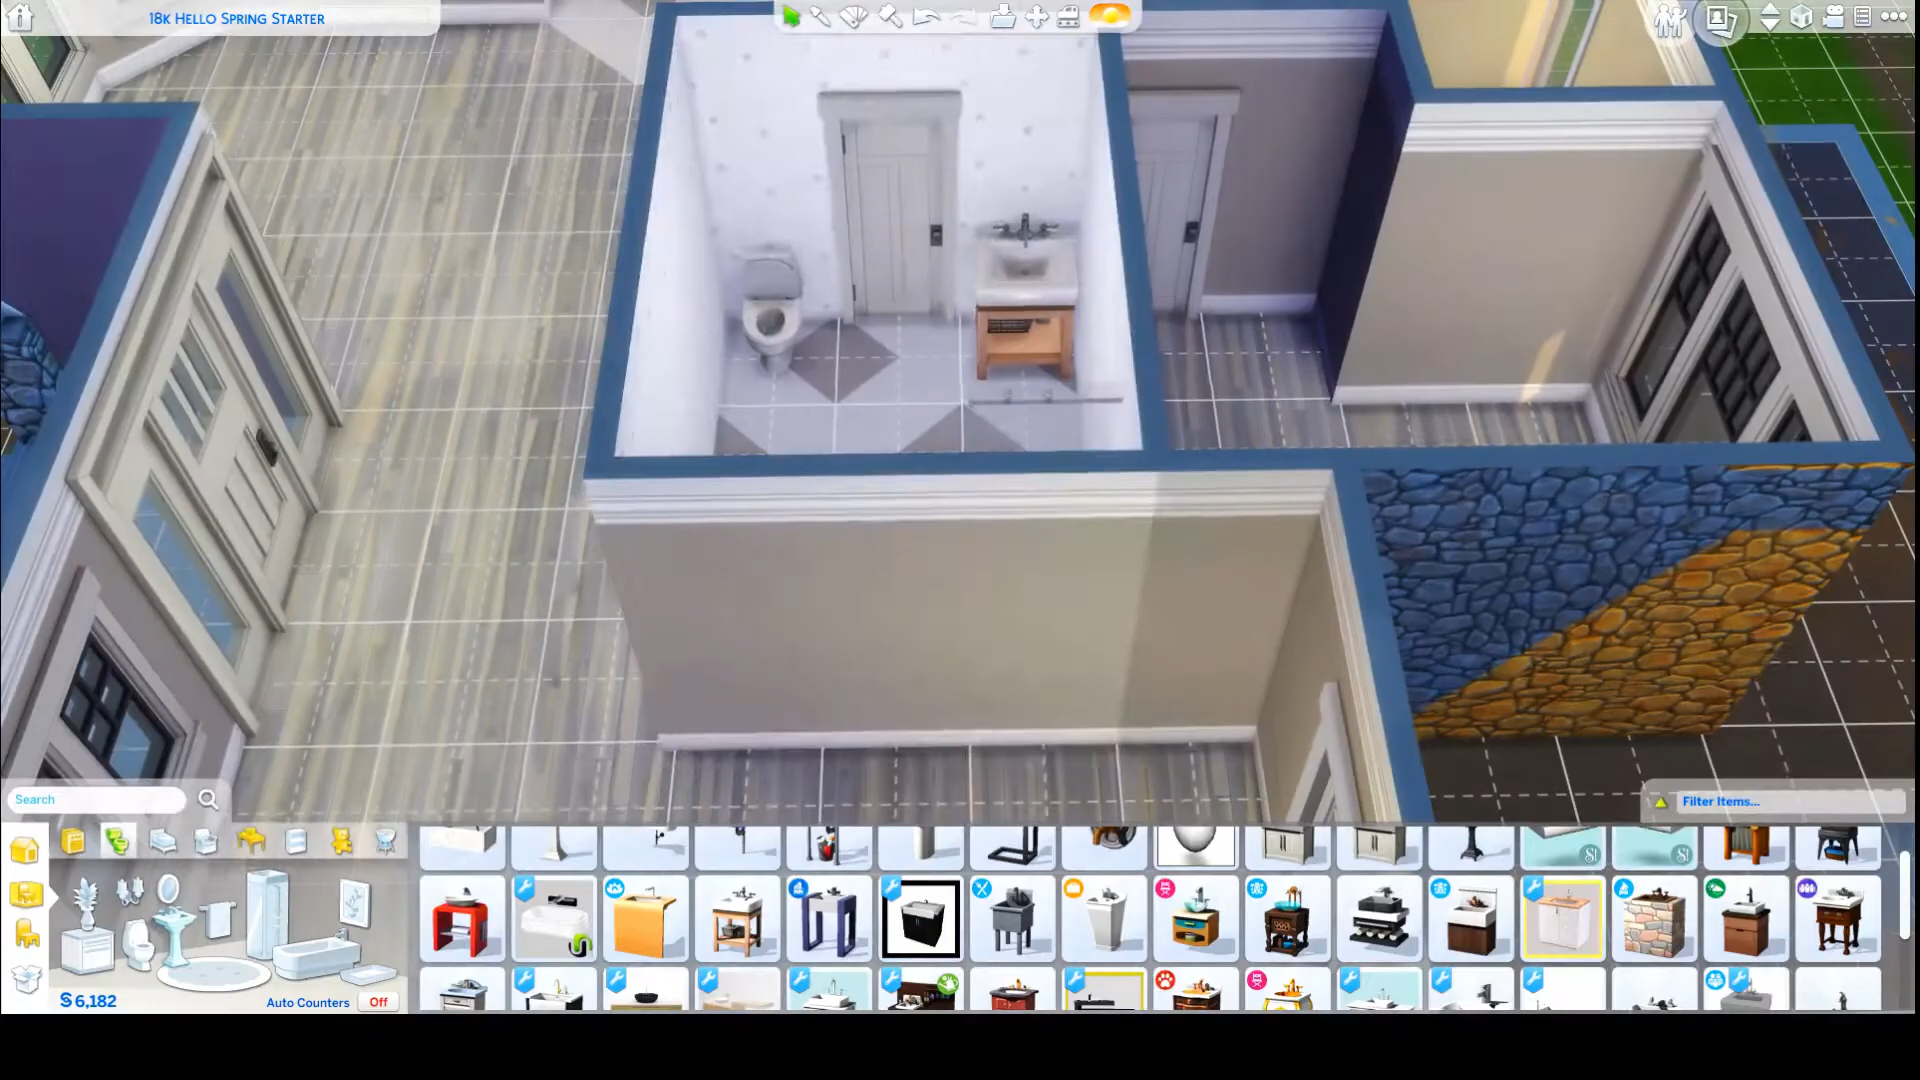 18K HELLO SPRING STARTER
Search
Filter Items...
§6,182
Auto Counters
Off